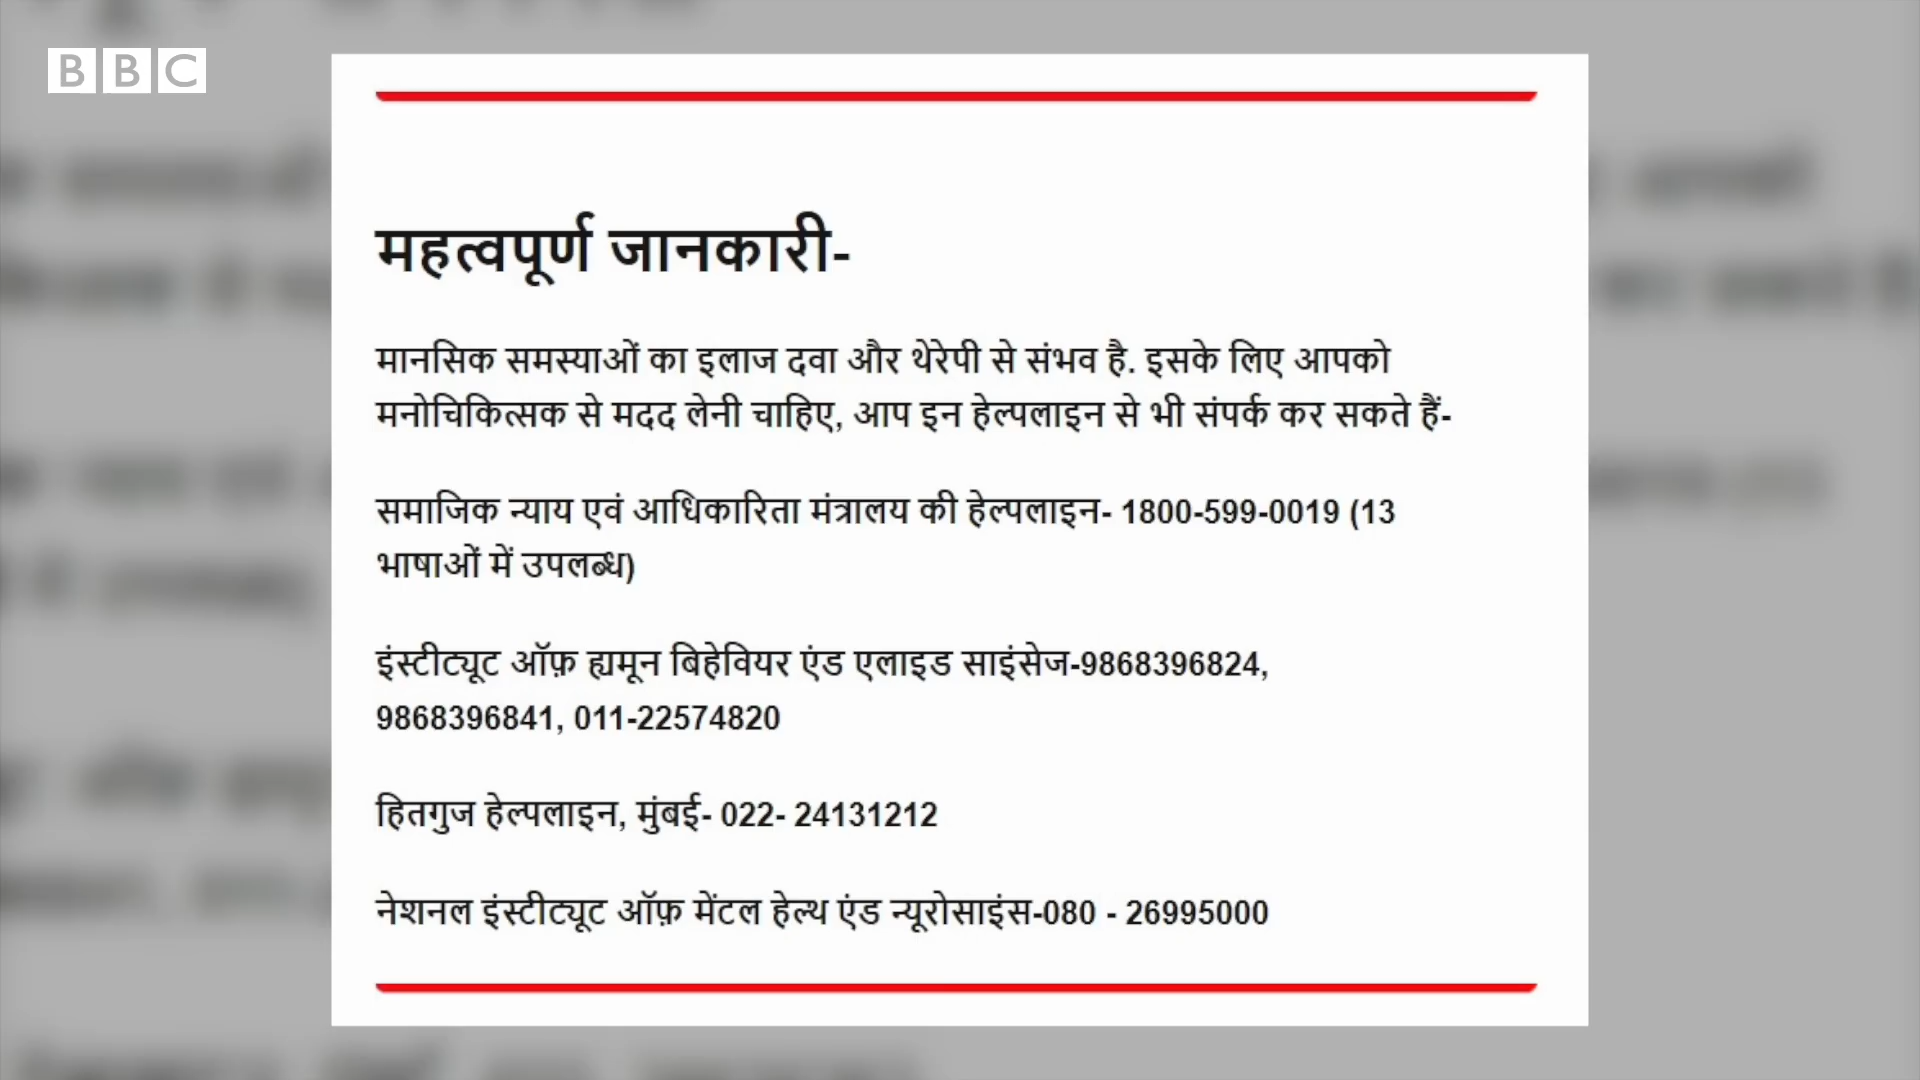 BBC
महत्वपूर्ण जानकारी-
मानसिक समस्याओं का इलाज दवा और थेरेपी से संभव है. इसके लिए आपको
मनोचिकित्सक से मदद लेनी चाहिए, आप इन हेल्पलाइन से भी संपर्क कर सकते हैं-
समाजिक न्याय एवं आधिकारिता मंत्रालय की हेल्पलाइन- 1800-599-0019 (13
भाषाओं में उपलब्ध)
इंस्टीट्यूट ऑफ़ ह्यमून बिहेवियर एंड एलाइड साइंसेज-9868396824,
9868396841, 011-22574820
हितगुज हेल्पलाइन, मुंबई- 022- 24131212
नेशनल इंस्टीट्यूट ऑफ़ मेंटल हेल्थ एंड न्यूरोसाइंस-080 - 26995000